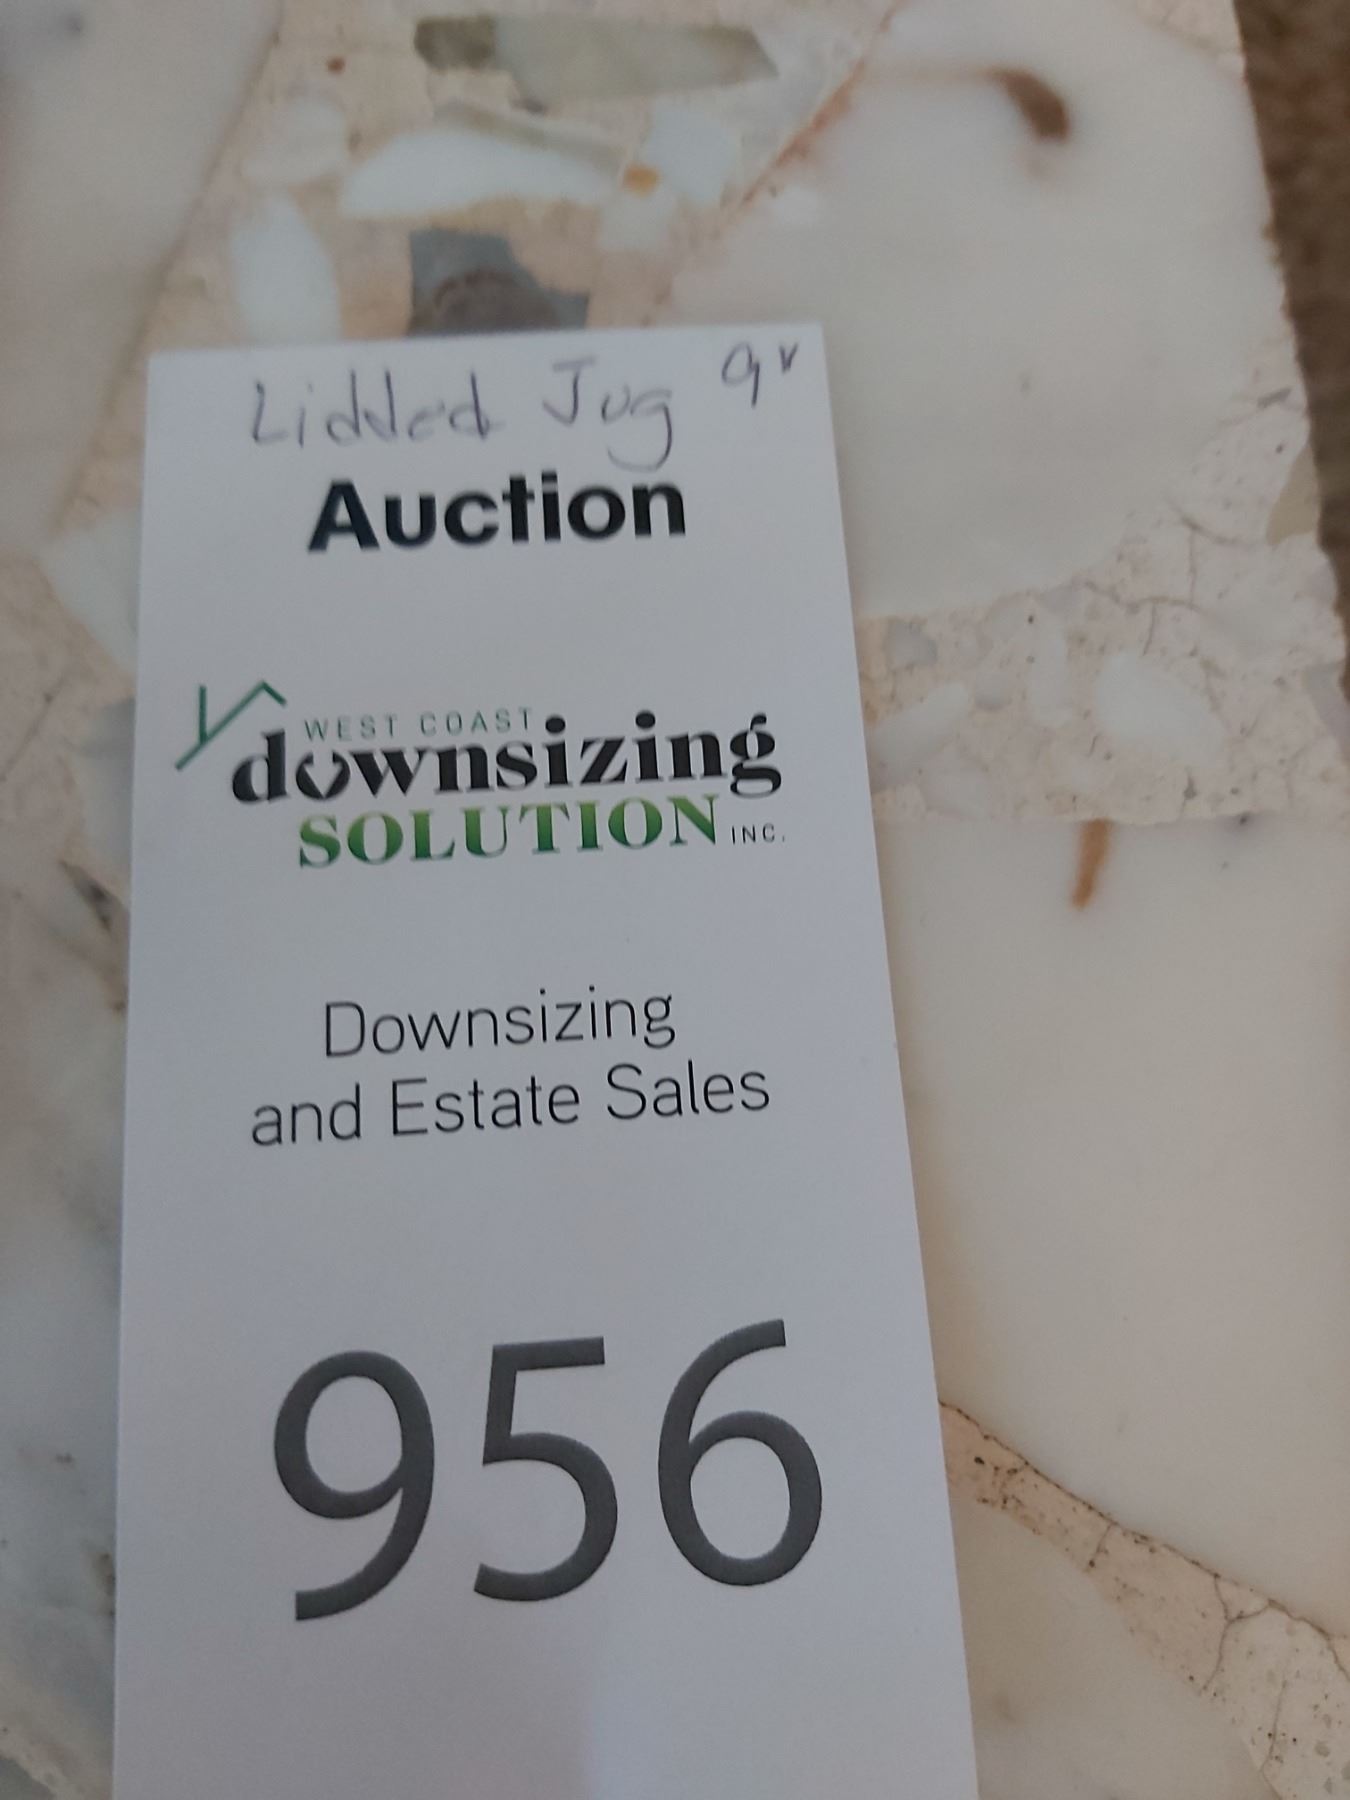 Lidded Jug 9"
Auction
WEST COAST
downsizing
SOLUTION INC.
Downsizing
and Estate Sales
956